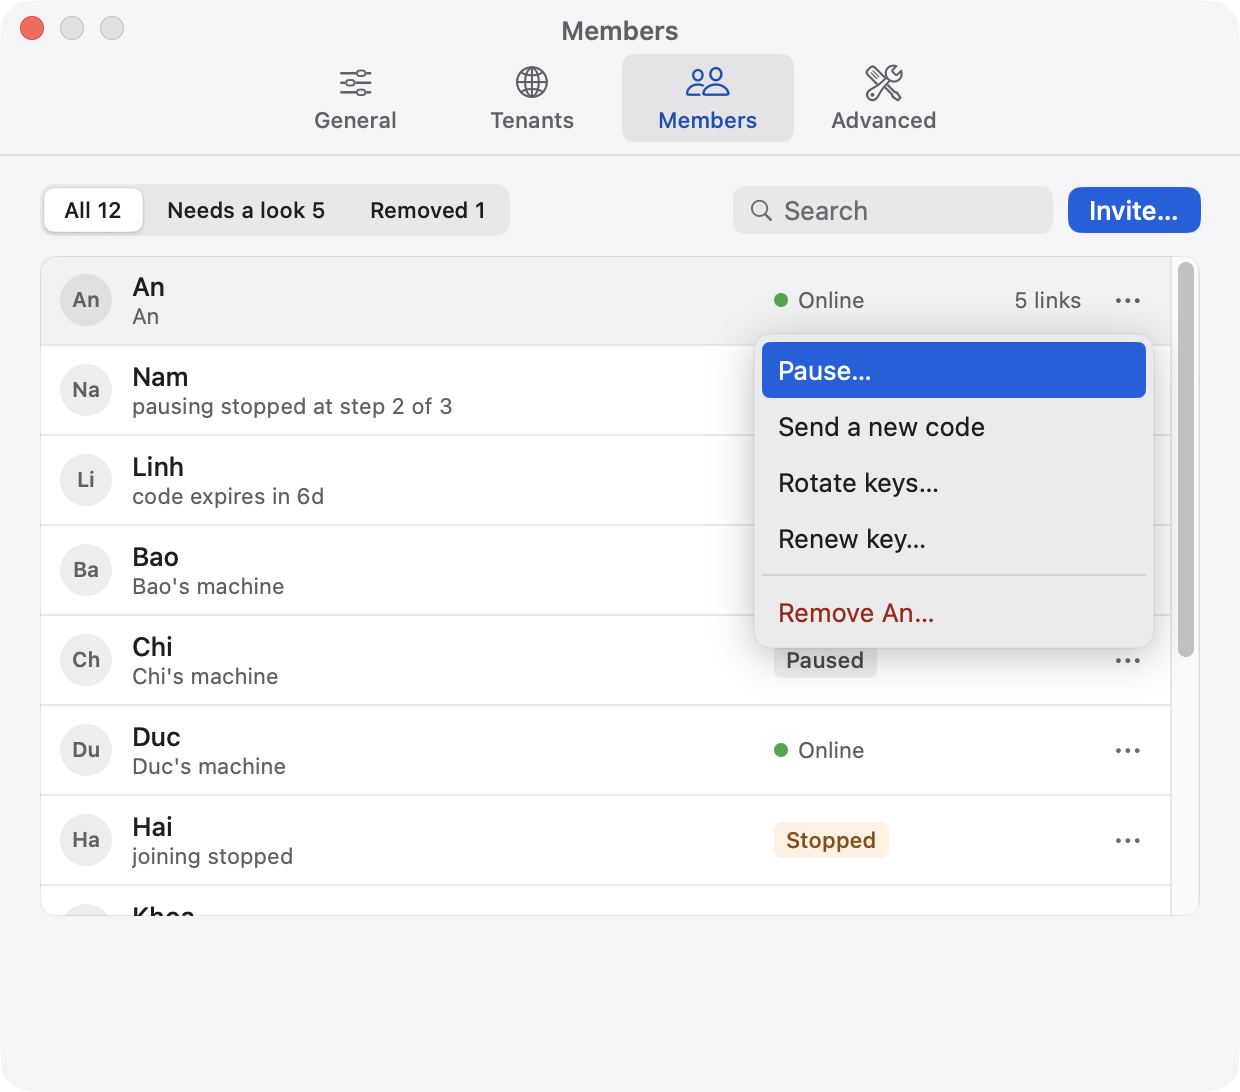 Members
General
Tenants
Members
Advanced
All 12
Needs a look 5
Removed 1
Search
Invite...
An
An
An
Online
5 links
Na
Nam
pausing stopped at step 2 of 3
Pause...
Send a new code
Rotate keys...
Renew key...
Remove An...
Li
Linh
code expires in 6d
Ba
Bao
Bao's machine
Ch
Chi
Chi's machine
Paused
Du
Duc
Duc's machine
Online
Ha
Hai
joining stopped
Stopped